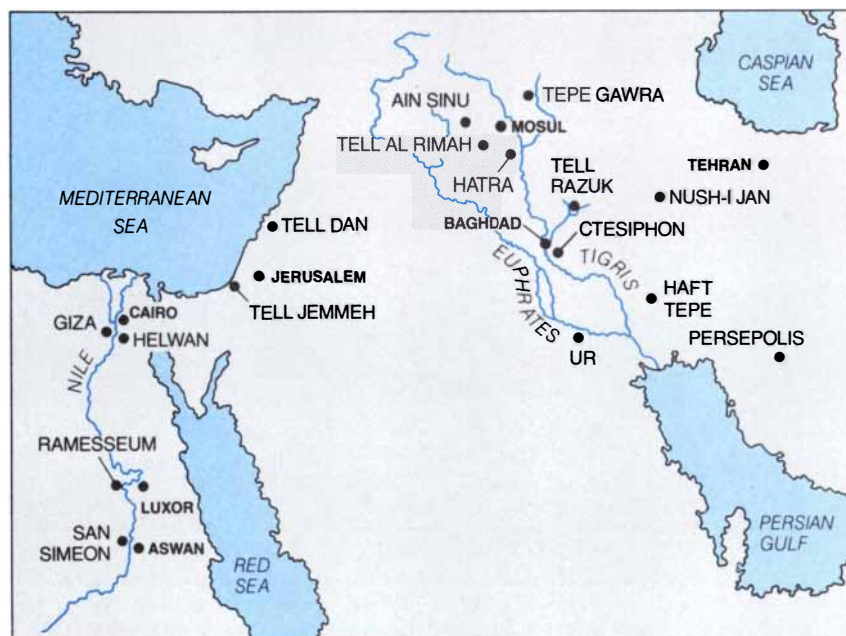 CASPIAN
SEA
TEPE GAWRA
AIN SINU
MOSUL
TELL AL RIMAH
HATRA
TELL
RAZUK
TEHRAN
NUSH-I JAN
MEDITERRANEAN
SEA
TELL DAN
BAGHDAD
CTESIPHON
EUPHRATES
TIGRIS
JERUSALEM
TELL JEMMEH
HAFT
TEPE
CAIRO
GIZA
HELWAN
NILE
UR
PERSEPOLIS
RAMESSEUM
LUXOR
SAN
SIMEON
ASWAN
RED
SEA
PERSIAN
GULF